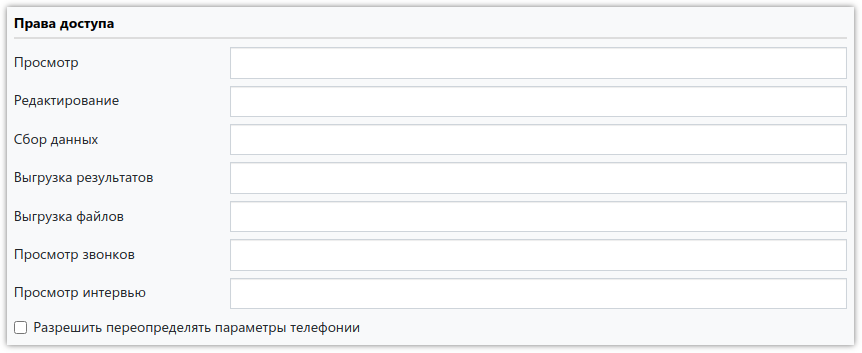 Права доступа
Просмотр
Редактирование
Сбор данных
Выгрузка результатов
Выгрузка файлов
Просмотр звонков
Просмотр интервью
Разрешить переопределять параметры телефонии